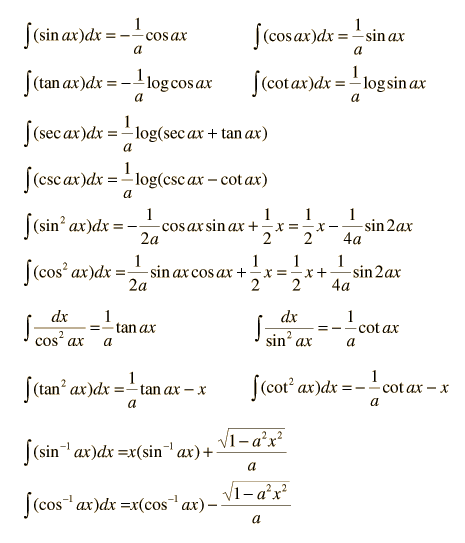 ∫(sin ax)dx = −1/a cos ax    ∫(cos ax)dx = 1/a sin ax
∫(tan ax)dx = −1/a log cos ax    ∫(cot ax)dx = 1/a log sin ax
∫(sec ax)dx = 1/a log(sec ax + tan ax)
∫(csc ax)dx = 1/a log(csc ax − cot ax)
∫(sin² ax)dx = −1/2a cos ax sin ax + 1/2 x = 1/2 x − 1/4a sin 2ax
∫(cos² ax)dx = 1/2a sin ax cos ax + 1/2 x = 1/2 x + 1/4a sin 2ax
∫ dx/cos² ax = 1/a tan ax    ∫ dx/sin² ax = −1/a cot ax
∫(tan² ax)dx = 1/a tan ax − x    ∫(cot² ax)dx = −1/a cot ax − x
∫(sin⁻¹ ax)dx = x(sin⁻¹ ax) + √(1 − a²x²)/a
∫(cos⁻¹ ax)dx = x(cos⁻¹ ax) − √(1 − a²x²)/a